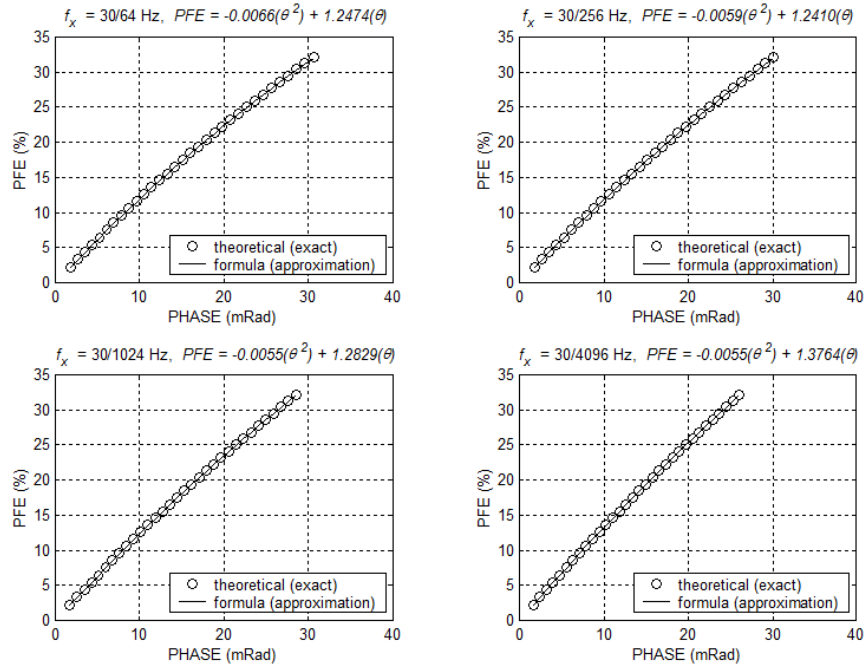 f_x = 30/64 Hz, PFE = -0.0066(θ²) + 1.2474(θ)
35
30
25
20
15
10
5
0
PFE (%)
theoretical (exact)
formula (approximation)
0 10 20 30 40
PHASE (mRad)
f_x = 30/256 Hz, PFE = -0.0059(θ²) + 1.2410(θ)
35
30
25
20
15
10
5
0
PFE (%)
theoretical (exact)
formula (approximation)
0 10 20 30 40
PHASE (mRad)
f_x = 30/1024 Hz, PFE = -0.0055(θ²) + 1.2829(θ)
35
30
25
20
15
10
5
0
PFE (%)
theoretical (exact)
formula (approximation)
0 10 20 30 40
PHASE (mRad)
f_x = 30/4096 Hz, PFE = -0.0055(θ²) + 1.3764(θ)
35
30
25
20
15
10
5
0
PFE (%)
theoretical (exact)
formula (approximation)
0 10 20 30 40
PHASE (mRad)